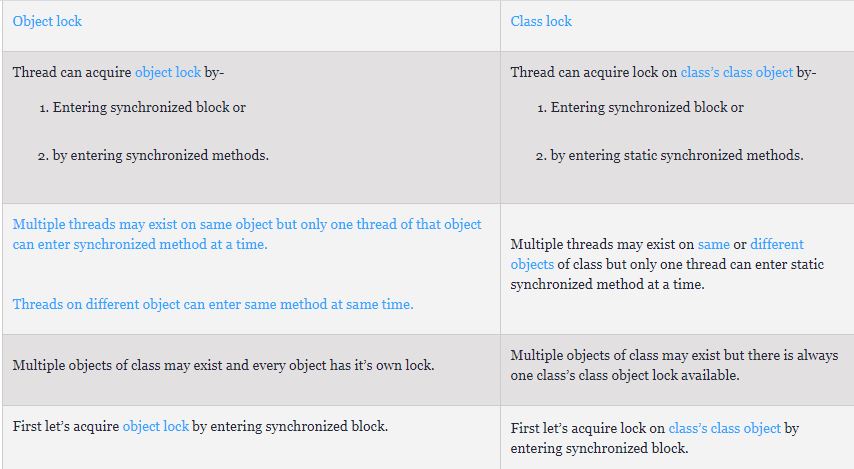 Object lock
Class lock
Thread can acquire object lock by-
1. Entering synchronized block or
2. by entering synchronized methods.
Thread can acquire lock on class’s class object by-
1. Entering synchronized block or
2. by entering static synchronized methods.
Multiple threads may exist on same object but only one thread of that object
can enter synchronized method at a time.
Threads on different object can enter same method at same time.
Multiple threads may exist on same or different
objects of class but only one thread can enter static
synchronized method at a time.
Multiple objects of class may exist and every object has it’s own lock.
Multiple objects of class may exist but there is always
one class’s class object lock available.
First let’s acquire object lock by entering synchronized block.
First let’s acquire lock on class’s class object by
entering synchronized block.